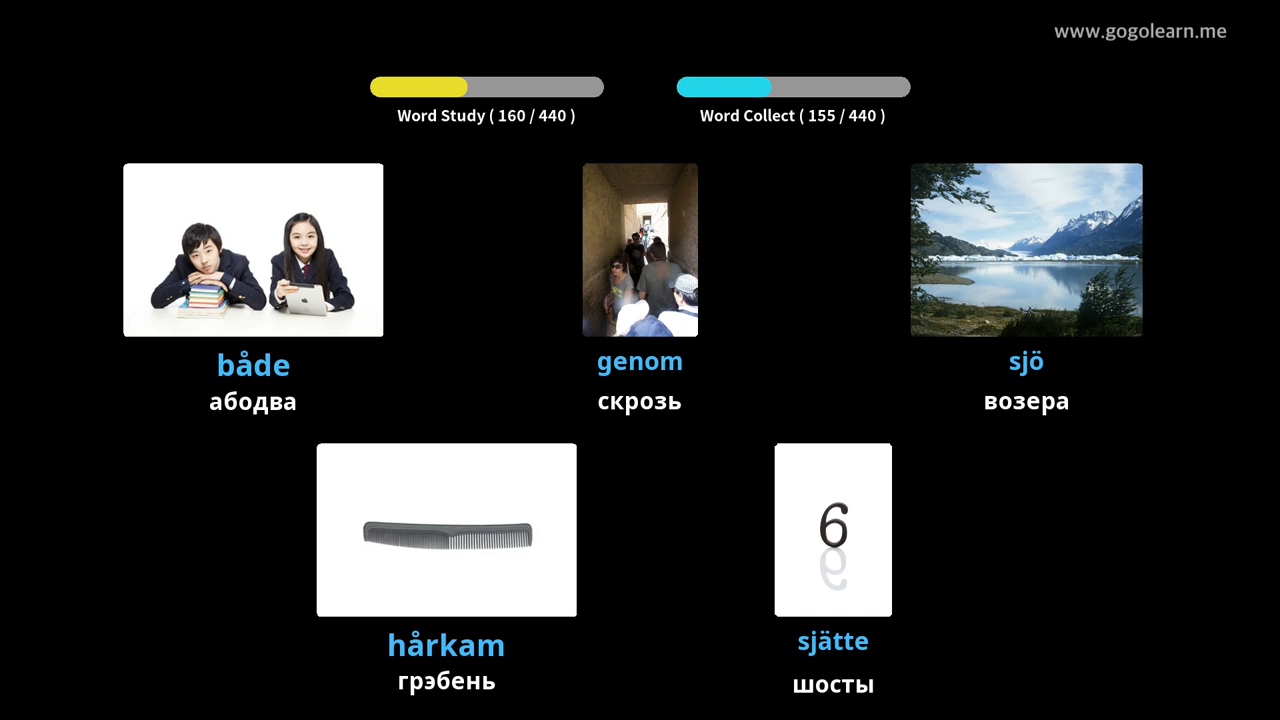 www.gogolearn.me
Word Study ( 160 / 440 )
Word Collect ( 155 / 440 )
både
абодва
genom
скрозь
sjö
возера
hårkam
грэбень
6
sjätte
шосты